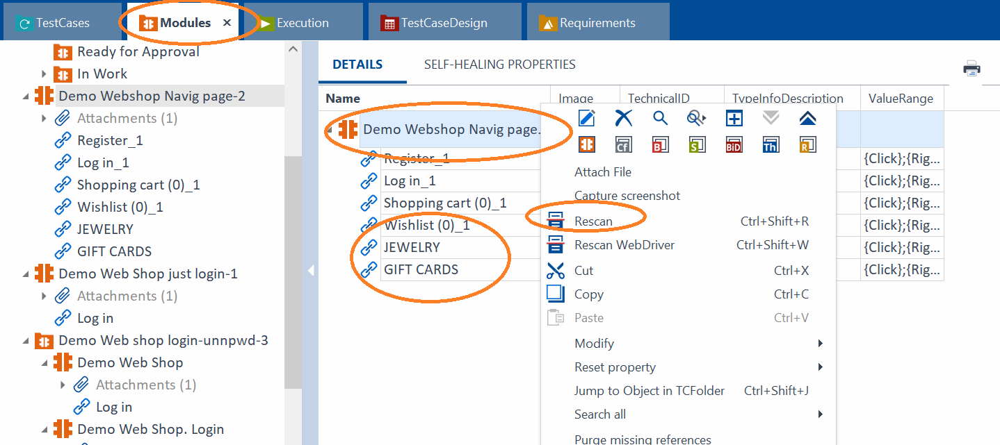 TestCases
Modules
Execution
TestCaseDesign
Requirements
Ready for Approval
In Work
Demo Webshop Navig page-2
Attachments (1)
Register_1
Log in_1
Shopping cart (0)_1
Wishlist (0)_1
JEWELRY
GIFT CARDS
Demo Web Shop just login-1
Attachments (1)
Log in
Demo Web shop login-unnpwd-3
Demo Web Shop
Attachments (1)
Log in
Demo Web Shop. Login
DETAILS
SELF-HEALING PROPERTIES
Name
Image
TechnicalID
TypeInfoDescription
ValueRange
Demo Webshop Navig page.
Register_1
{Click};{Rig...
Log in_1
{Click};{Rig...
Shopping cart (0)_1
{Click};{Rig...
Wishlist (0)_1
{Click};{Rig...
JEWELRY
{Click};{Rig...
GIFT CARDS
{Click};{Rig...
Cf
B
S
BiD
Th
R
Attach File
Capture screenshot
Rescan Ctrl+Shift+R
Rescan WebDriver Ctrl+Shift+W
Cut Ctrl+X
Copy Ctrl+C
Paste Ctrl+V
Modify
Reset property
Jump to Object in TCFolder Ctrl+Shift+J
Search all
Purge missing references